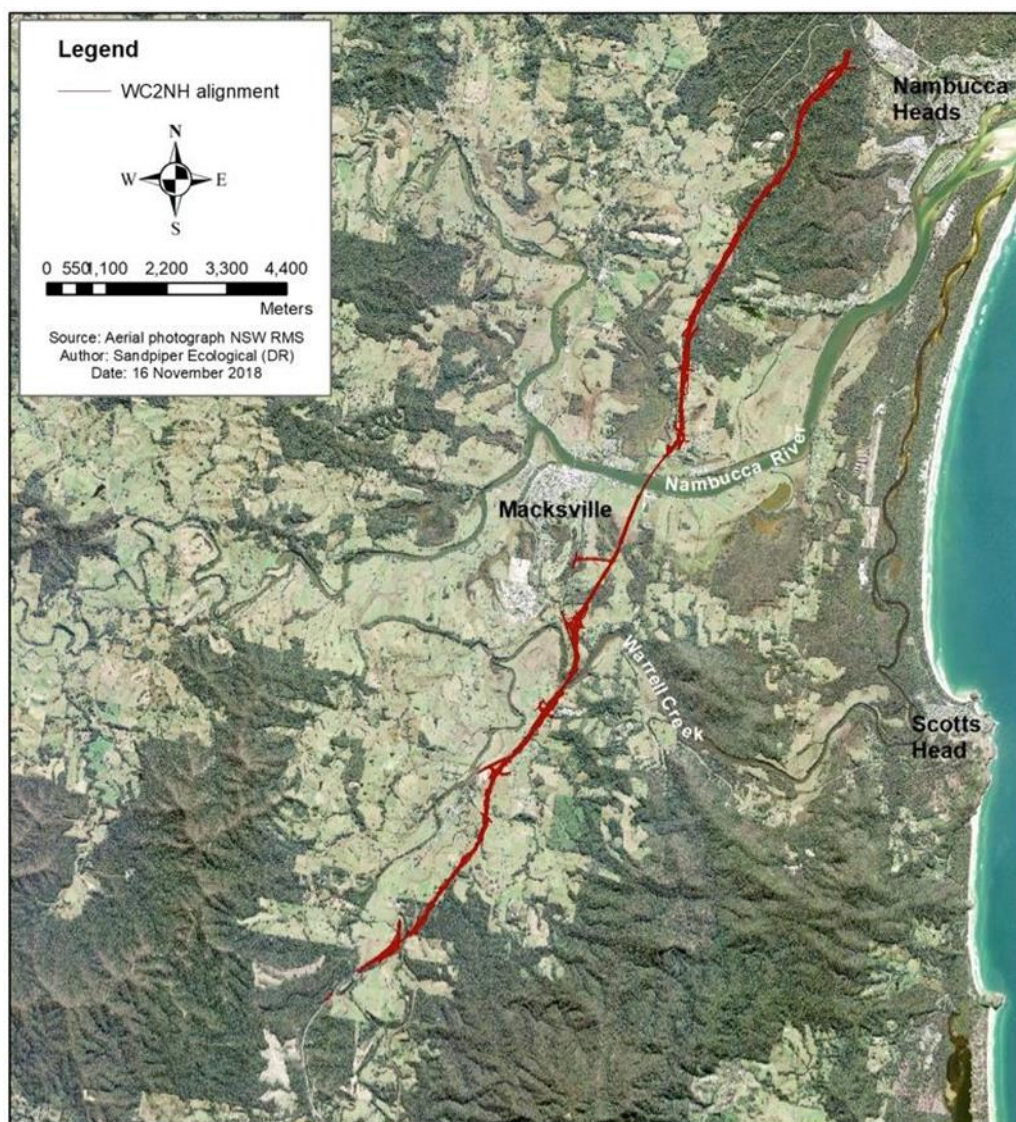 Legend
WC2NH alignment
N
W E
S
0 550 1,100 2,200 3,300 4,400
Meters
Source: Aerial photograph NSW RMS
Author: Sandpiper Ecological (DR)
Date: 16 November 2018
Nambucca
Heads
Nambucca River
Macksville
Warrell Creek
Scotts
Head